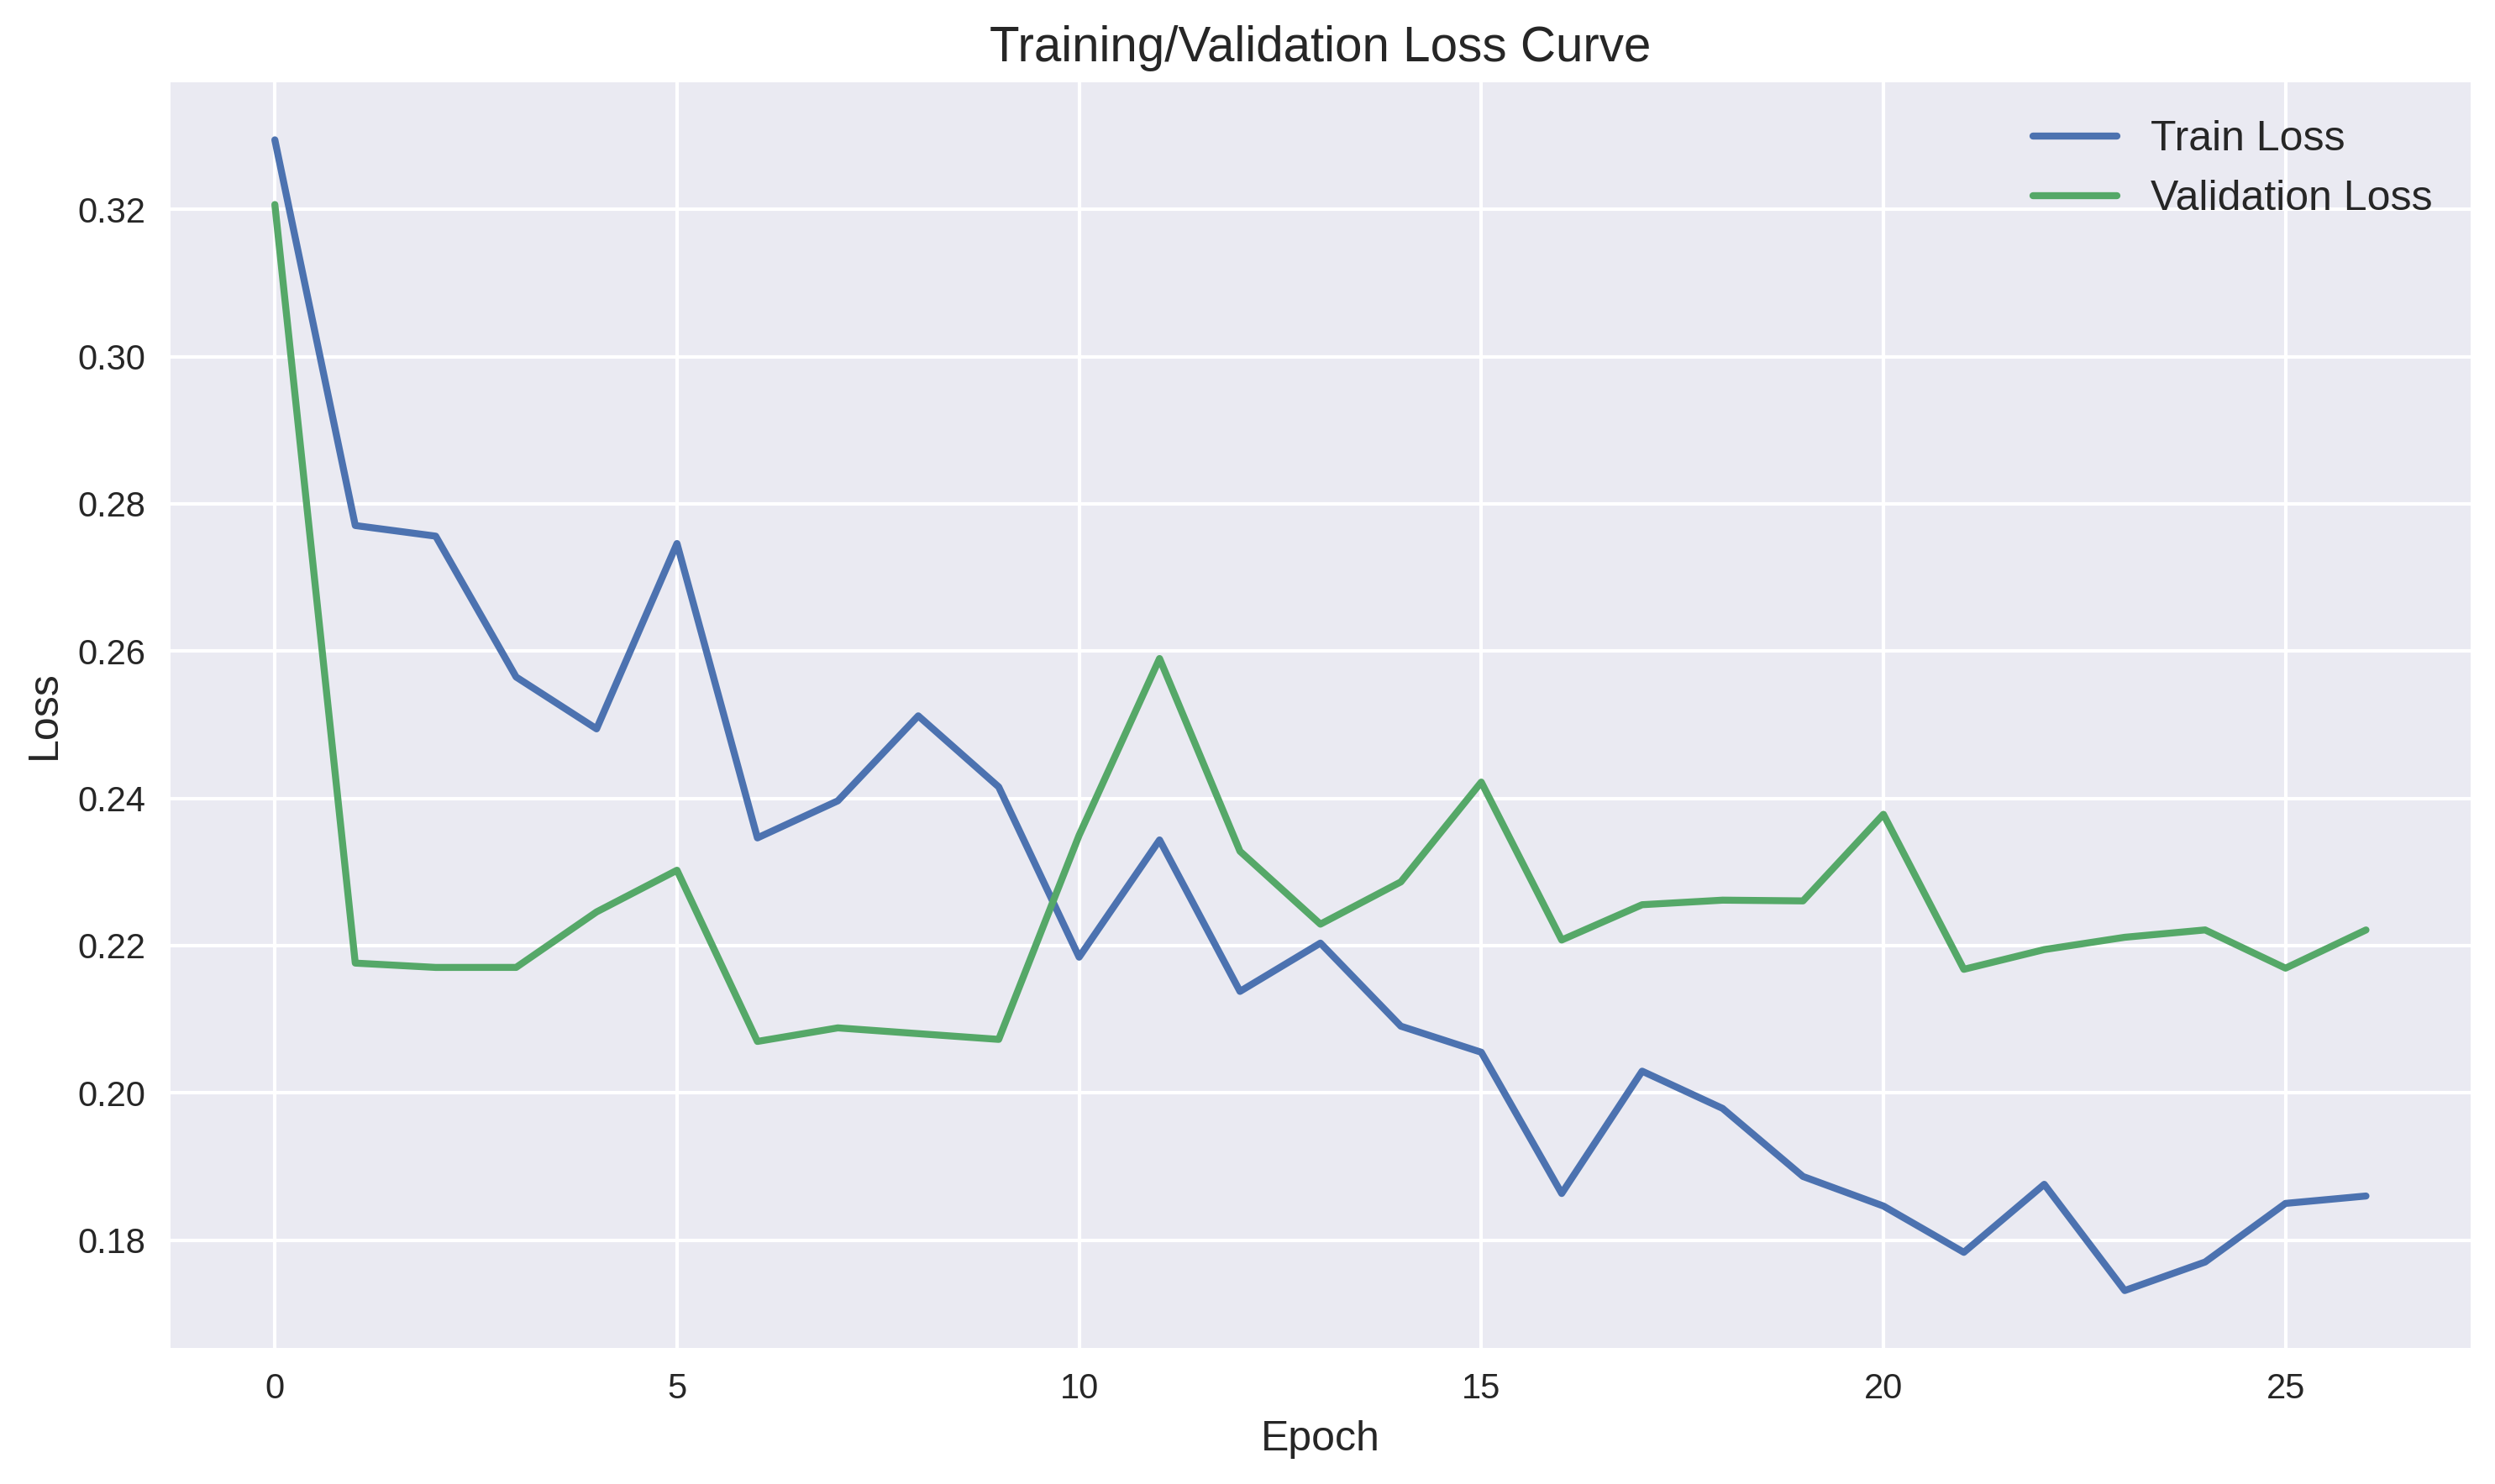 Training/Validation Loss Curve
Train Loss
Validation Loss
0.32
0.30
0.28
0.26
0.24
0.22
0.20
0.18
Loss
0 5 10 15 20 25
Epoch